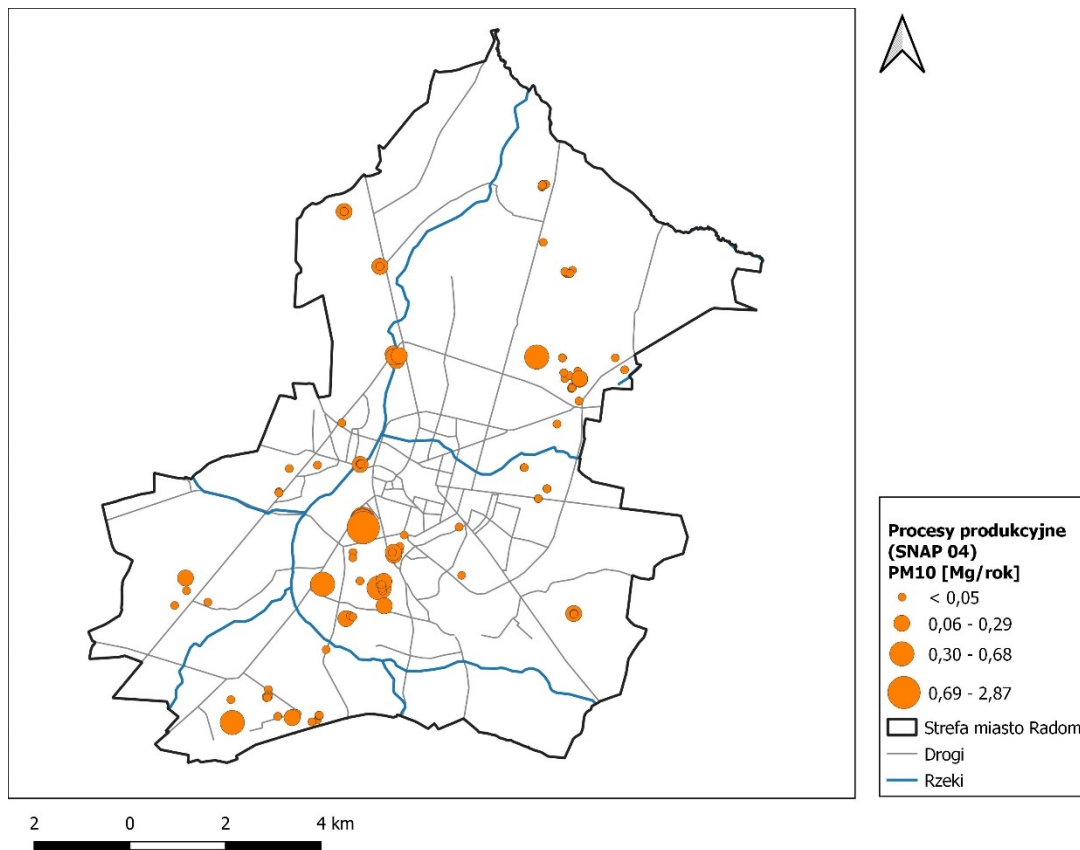 Procesy produkcyjne
(SNAP 04)
PM10 [Mg/rok]
< 0,05
0,06 - 0,29
0,30 - 0,68
0,69 - 2,87
Strefa miasto Radom
Drogi
Rzeki
2 0 2 4 km